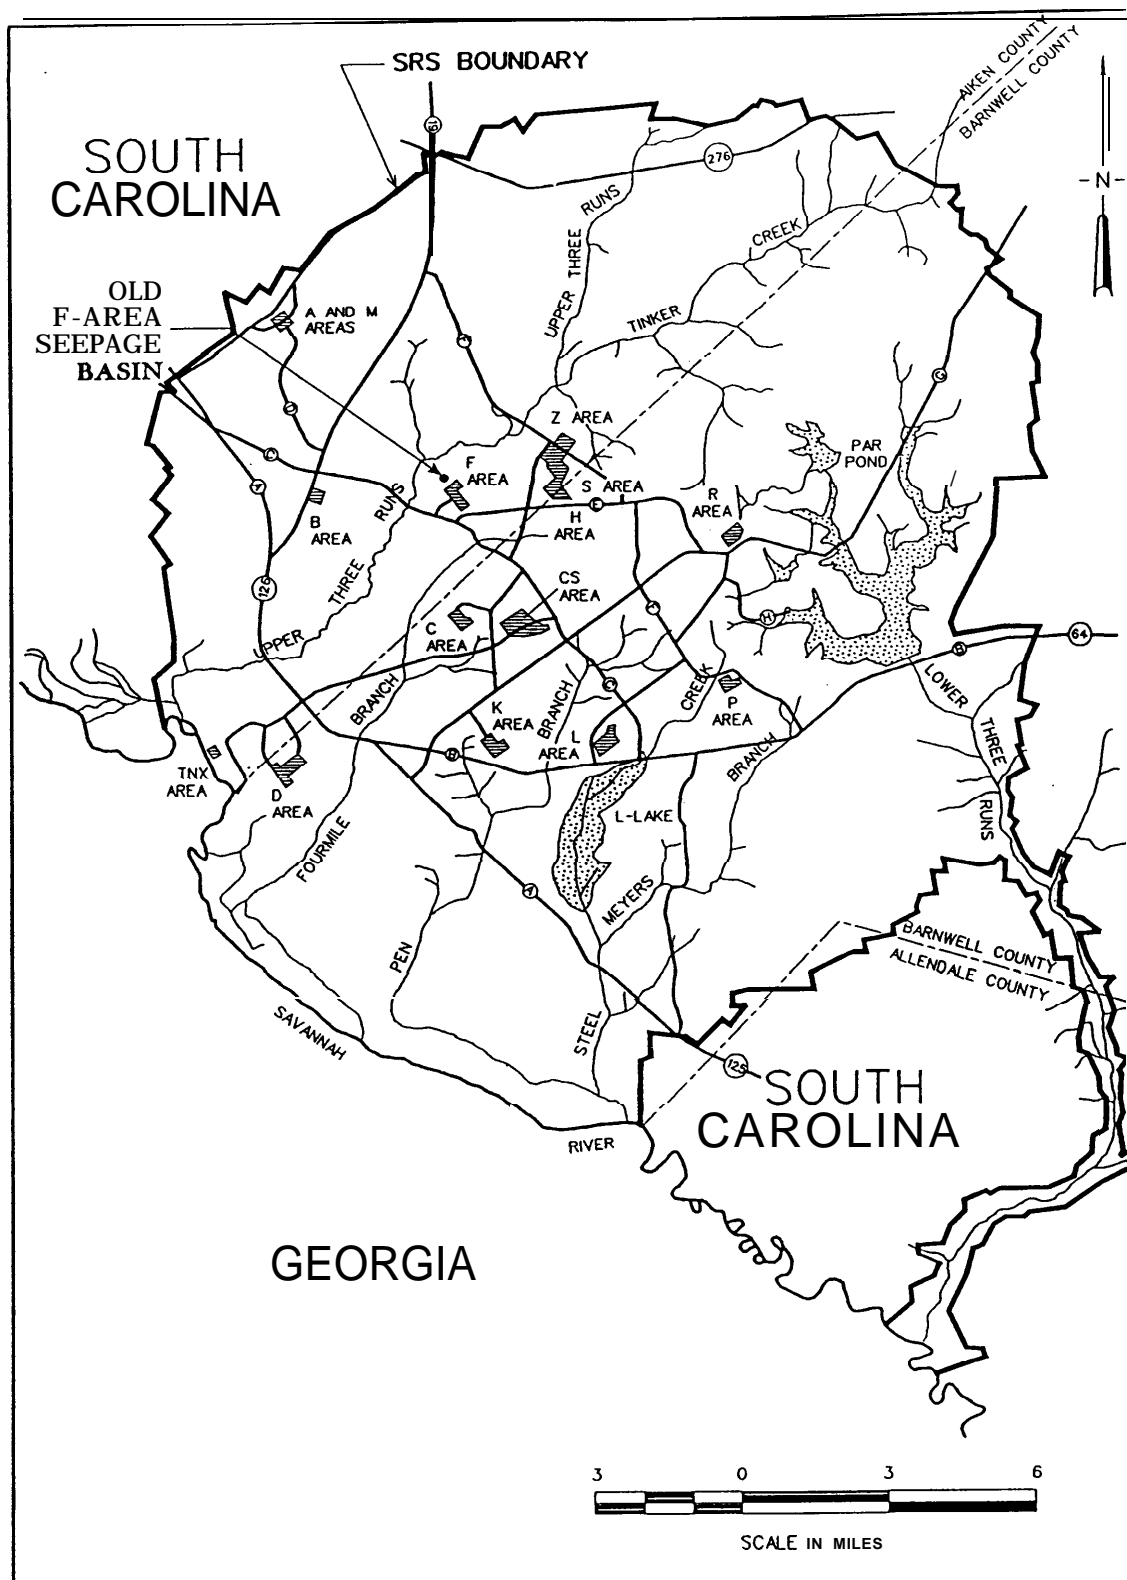 SRS BOUNDARY
AIKEN COUNTY
BARNWELL COUNTY
SOUTH
CAROLINA
19
276
N
UPPER THREE RUNS
TINKER CREEK
OLD
F-AREA
SEEPAGE
BASIN
A AND M
AREAS
Z AREA
F
AREA
S AREA
H
AREA
R
AREA
PAR
POND
B
AREA
UPPER THREE RUNS
126
CS
AREA
C
AREA
64
FOURMILE BRANCH
K
AREA
PEN BRANCH
L
AREA
P
AREA
STEEL CREEK
MEYERS BRANCH
LOWER THREE RUNS
TNX
AREA
D
AREA
L-LAKE
BARNWELL COUNTY
ALLENDALE COUNTY
SAVANNAH RIVER
125
SOUTH
CAROLINA
GEORGIA
3 0 3 6
SCALE IN MILES